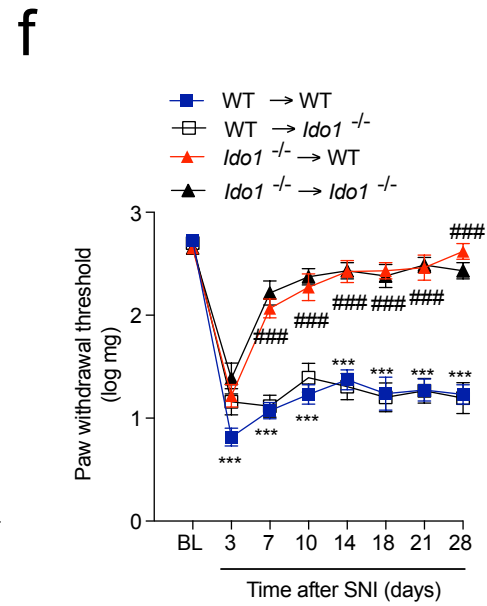 f
WT → WT
WT → Ido1 -/-
Ido1 -/- → WT
Ido1 -/- → Ido1 -/-
Paw withdrawal threshold
(log mg)
3
2
1
0
###
###
###
###
###
###
***
***
***
***
***
***
***
BL 3 7 10 14 18 21 28
Time after SNI (days)